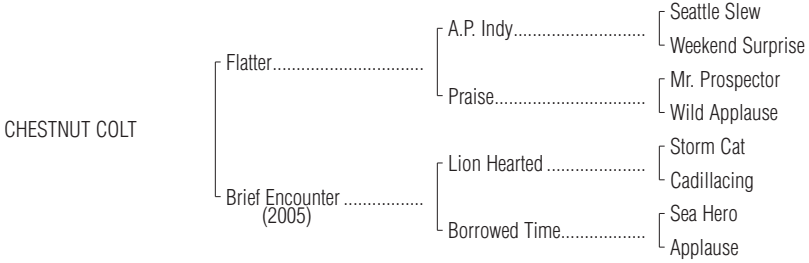 Seattle Slew
A.P. Indy..............................
Weekend Surprise
Flatter..................................
Mr. Prospector
Praise..................................
Wild Applause
CHESTNUT COLT
Storm Cat
Lion Hearted ......................
Cadillacing
Brief Encounter ..................
(2005)
Sea Hero
Borrowed Time...................
Applause